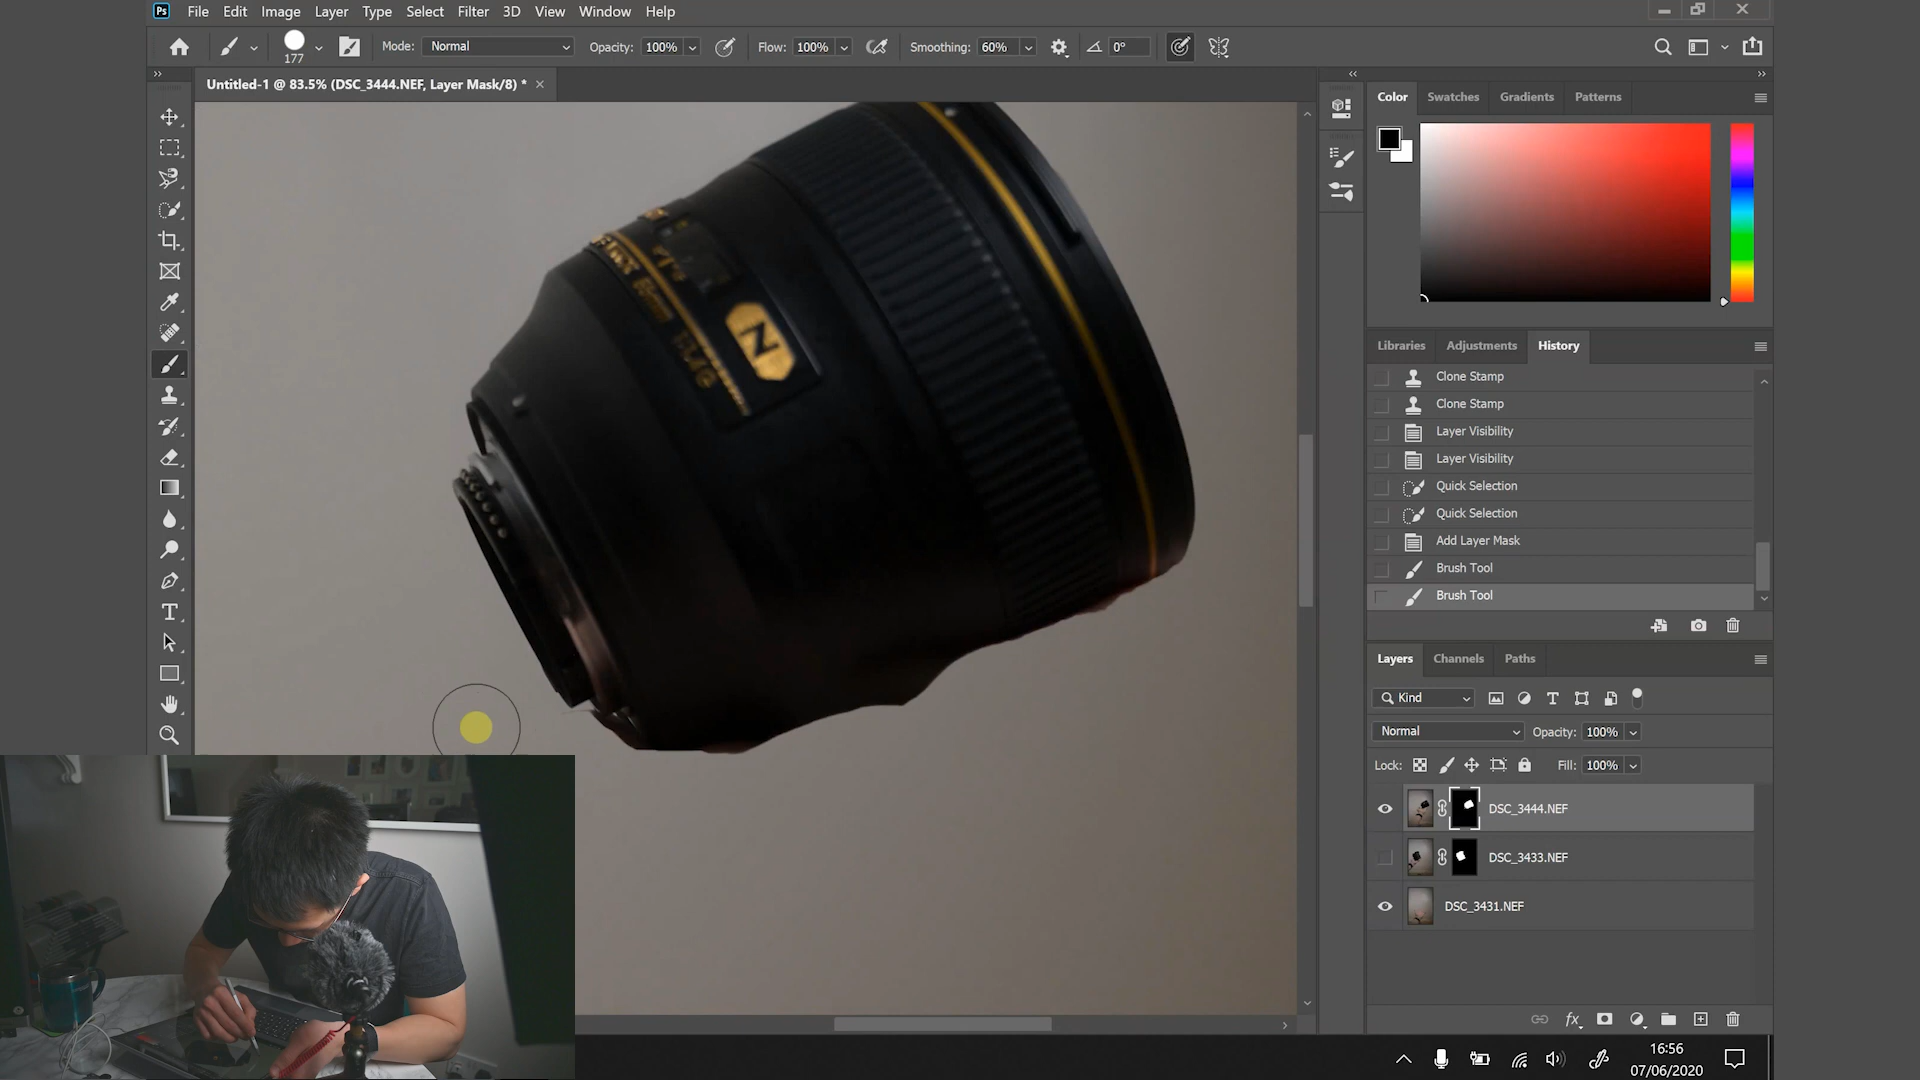 Ps File Edit Image Layer Type Select Filter 3D View Window Help
177 Mode: Normal Opacity: 100% Flow: 100% Smoothing: 60% 0°
Untitled-1 @ 83.5% (DSC_3444.NEF, Layer Mask/8) *
Color Swatches Gradients Patterns
N
Libraries Adjustments History
Clone Stamp
Clone Stamp
Layer Visibility
Layer Visibility
Quick Selection
Quick Selection
Add Layer Mask
Brush Tool
Brush Tool
Layers Channels Paths
Kind
Normal Opacity: 100%
Lock: Fill: 100%
DSC_3444.NEF
DSC_3433.NEF
DSC_3431.NEF
16:56
07/06/2020